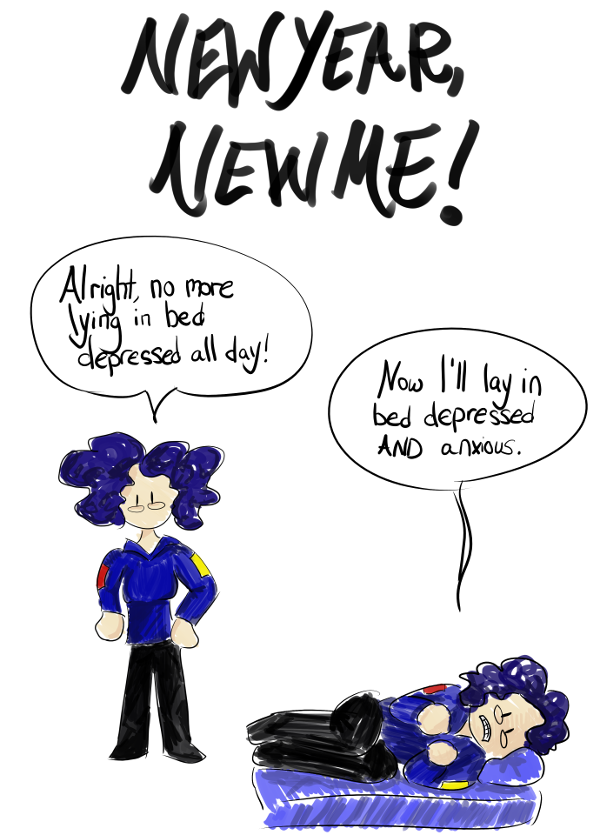 NEW YEAR,
NEW ME!
Alright, no more
lying in bed
depressed all day!
Now I'll lay in
bed depressed
AND anxious.